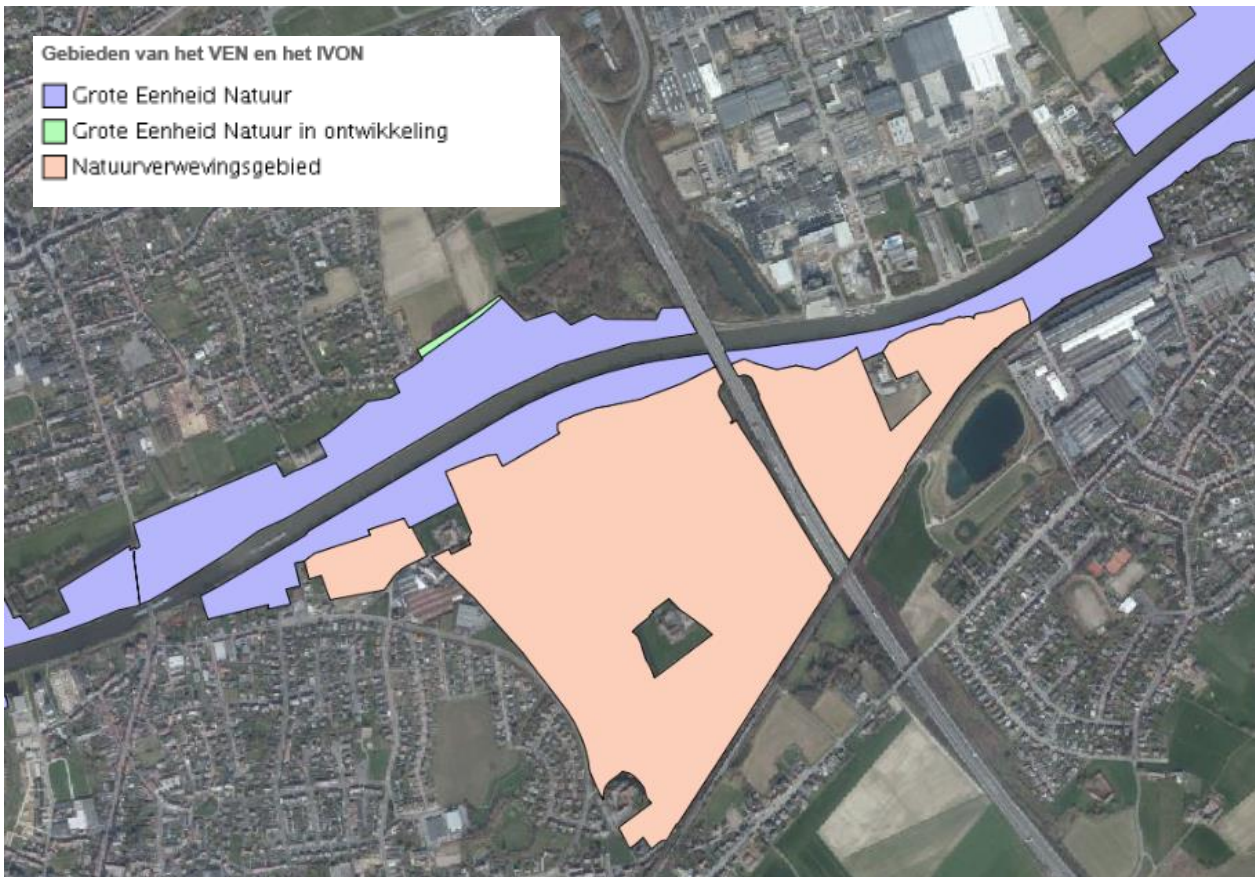 Gebieden van het VEN en het IVON
Grote Eenheid Natuur
Grote Eenheid Natuur in ontwikkeling
Natuurverwevingsgebied